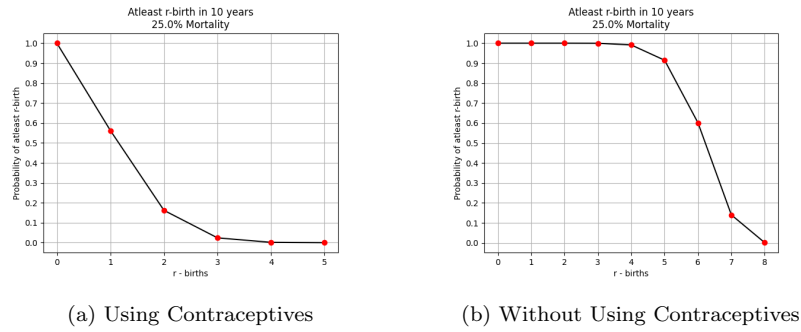 Atleast r-birth in 10 years
25.0% Mortality
1.0
0.9
0.8
0.7
0.6
0.5
0.4
0.3
0.2
0.1
0.0
Probability of atleast r-birth
0 1 2 3 4 5
r - births
(a) Using Contraceptives
Atleast r-birth in 10 years
25.0% Mortality
1.0
0.9
0.8
0.7
0.6
0.5
0.4
0.3
0.2
0.1
0.0
Probability of atleast r-birth
0 1 2 3 4 5 6 7 8
r - births
(b) Without Using Contraceptives